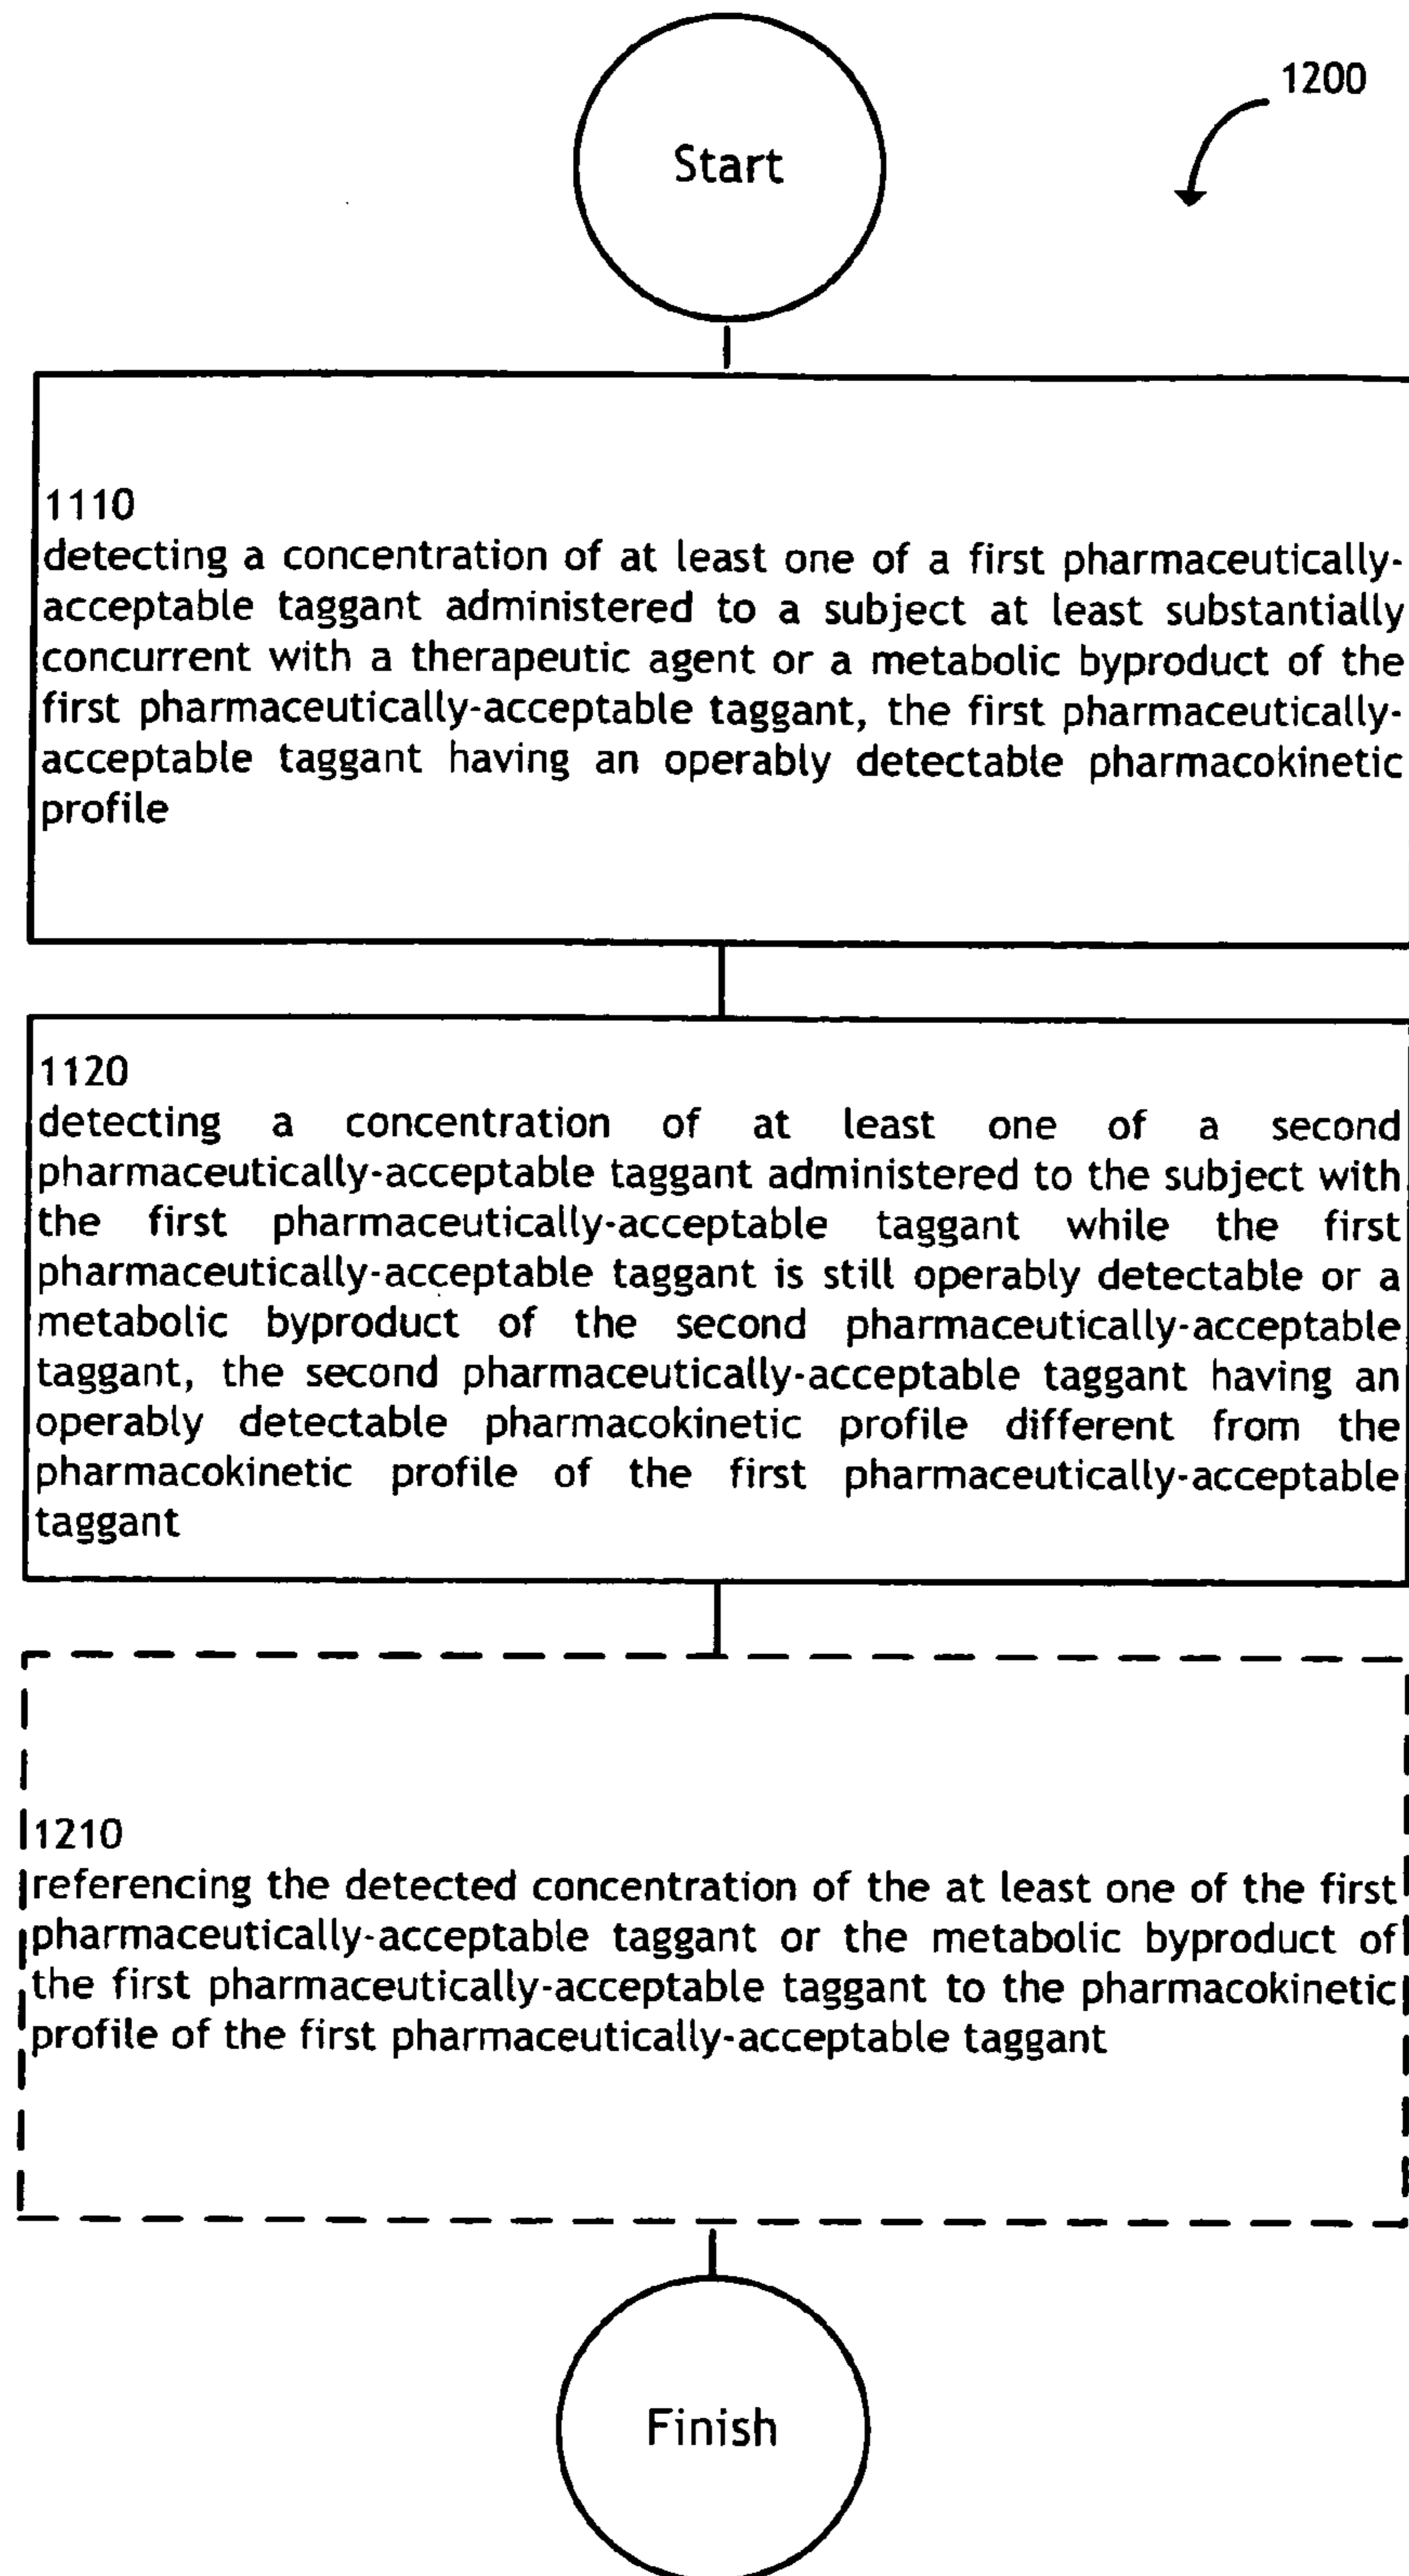 Start
1200
1110
detecting a concentration of at least one of a first pharmaceutically-
acceptable taggant administered to a subject at least substantially
concurrent with a therapeutic agent or a metabolic byproduct of the
first pharmaceutically-acceptable taggant, the first pharmaceutically-
acceptable taggant having an operably detectable pharmacokinetic
profile
1120
detecting a concentration of at least one of a second
pharmaceutically-acceptable taggant administered to the subject with
the first pharmaceutically-acceptable taggant while the first
pharmaceutically-acceptable taggant is still operably detectable or a
metabolic byproduct of the second pharmaceutically-acceptable
taggant, the second pharmaceutically-acceptable taggant having an
operably detectable pharmacokinetic profile different from the
pharmacokinetic profile of the first pharmaceutically-acceptable
taggant
1210
referencing the detected concentration of the at least one of the first
pharmaceutically-acceptable taggant or the metabolic byproduct of
the first pharmaceutically-acceptable taggant to the pharmacokinetic
profile of the first pharmaceutically-acceptable taggant
Finish